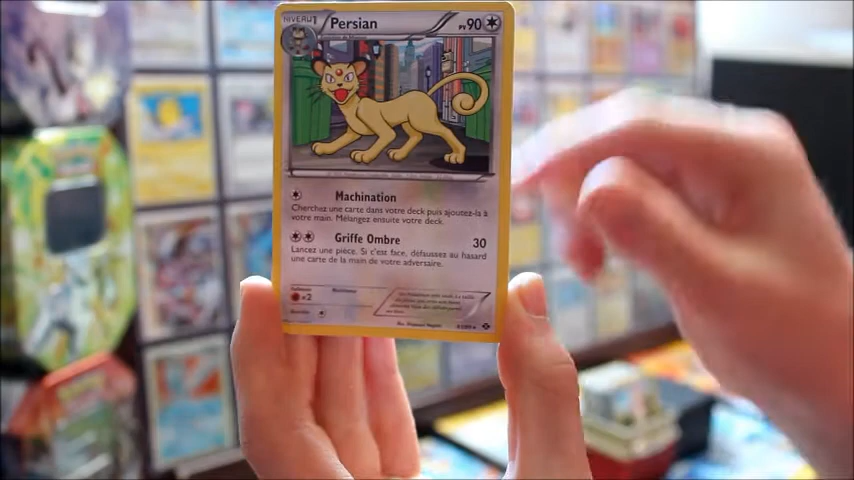 NIVEAU 1 Persian PV 90
Machination
Cherchez une carte dans votre deck puis ajoutez-la à
votre main. Mélangez ensuite votre deck.
Griffe Ombre 30
Lancez une pièce. Si c'est face, défaussez au hasard
une carte de la main de votre adversaire.
x2